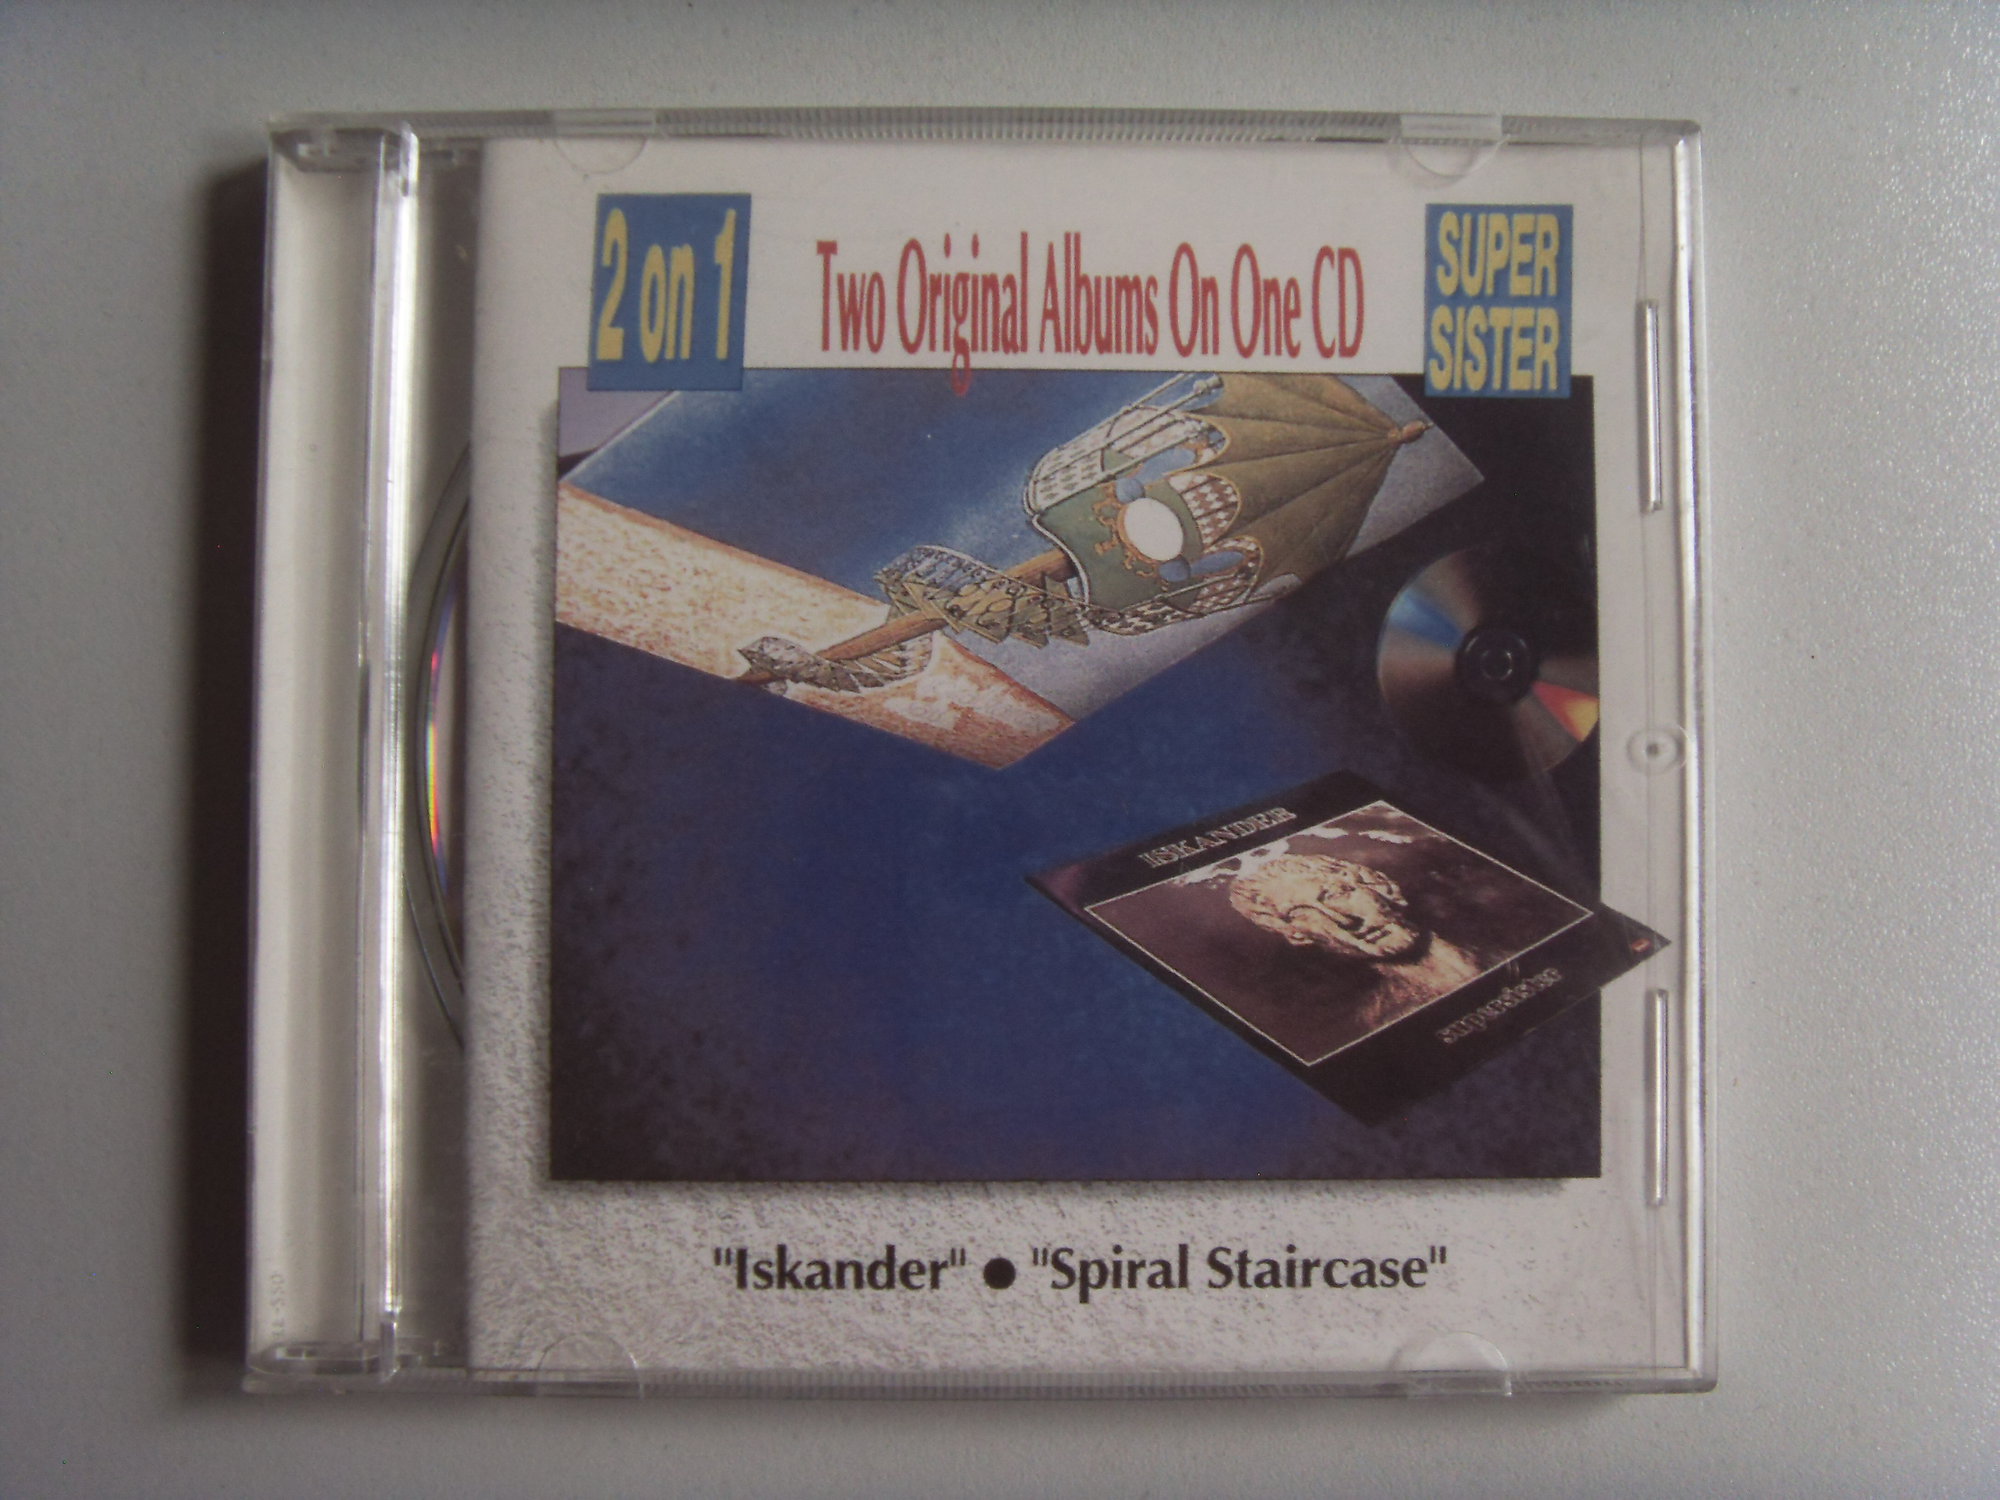 2 on 1
Two Original Albums On One CD
SUPER
SISTER
ISKANDER
supersister
"Iskander" ● "Spiral Staircase"